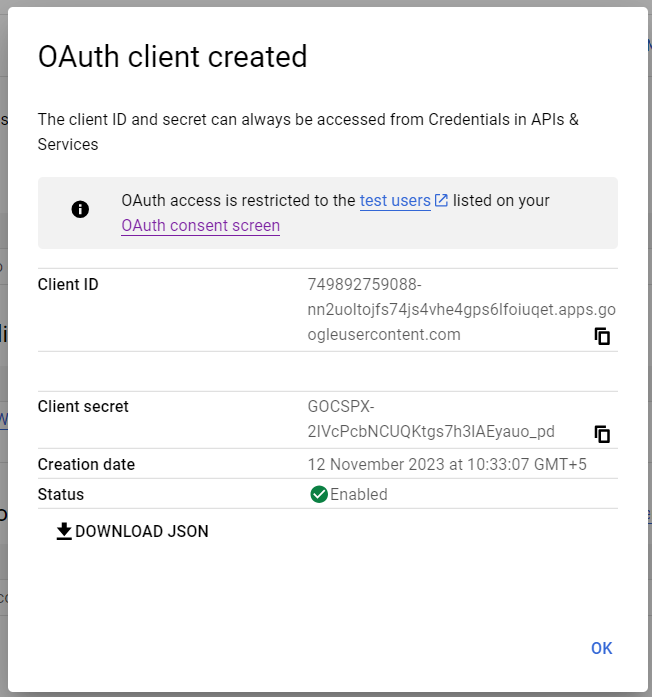 OAuth client created
The client ID and secret can always be accessed from Credentials in APIs &
Services
OAuth access is restricted to the test users listed on your
OAuth consent screen
Client ID
749892759088-
nn2uoltojfs74js4vhe4gps6lfoiuqet.apps.go
ogleusercontent.com
Client secret
GOCSPX-
Creation date
12 November 2023 at 10:33:07 GMT+5
Status
Enabled
DOWNLOAD JSON
OK